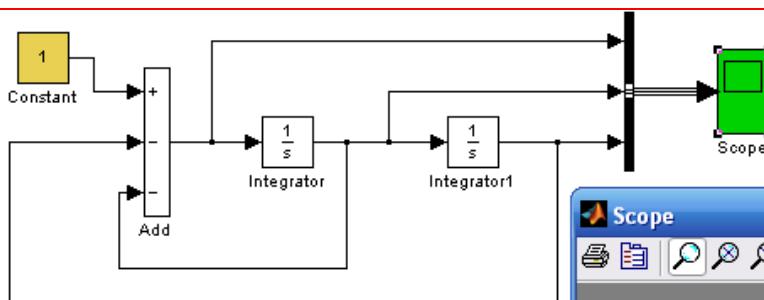 1
Constant
+
−
−
Add
1
s
Integrator
1
s
Integrator1
Scope
Scope